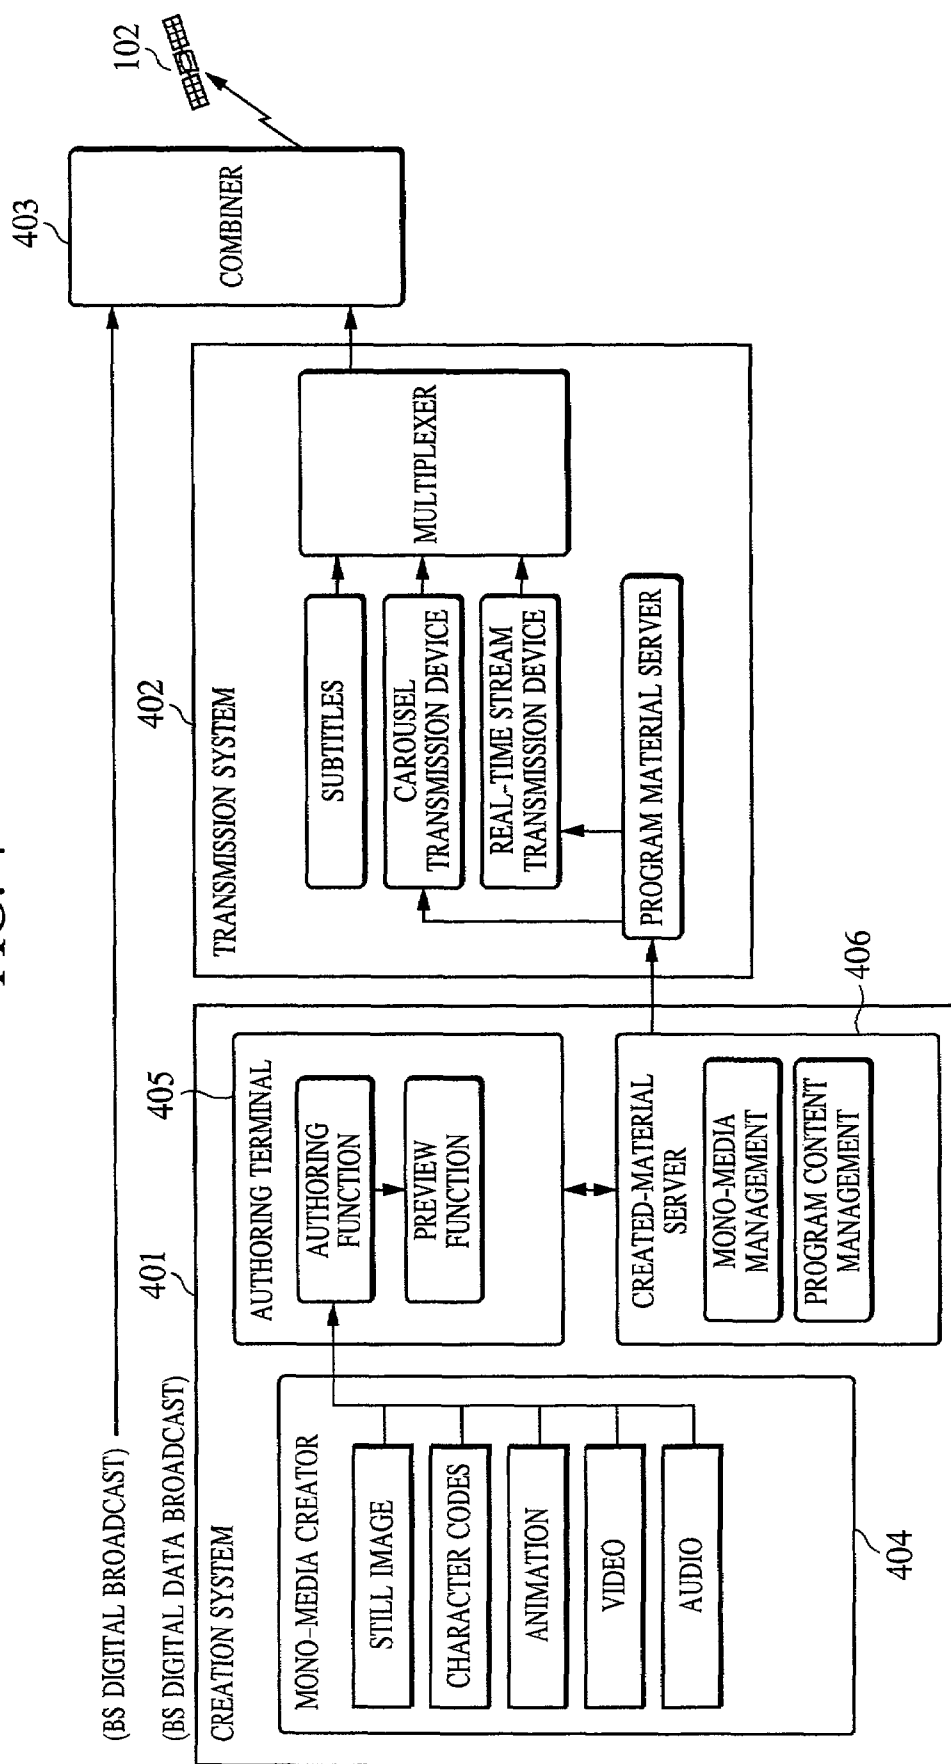 (BS DIGITAL BROADCAST)
(BS DIGITAL DATA BROADCAST)
401
CREATION SYSTEM
MONO-MEDIA CREATOR
STILL IMAGE
CHARACTER CODES
ANIMATION
VIDEO
AUDIO
404
405
AUTHORING TERMINAL
AUTHORING
FUNCTION
PREVIEW
FUNCTION
CREATED-MATERIAL
SERVER
MONO-MEDIA
MANAGEMENT
PROGRAM CONTENT
MANAGEMENT
406
402
TRANSMISSION SYSTEM
SUBTITLES
CAROUSEL
TRANSMISSION DEVICE
REAL-TIME STREAM
TRANSMISSION DEVICE
PROGRAM MATERIAL SERVER
MULTIPLEXER
403
COMBINER
102